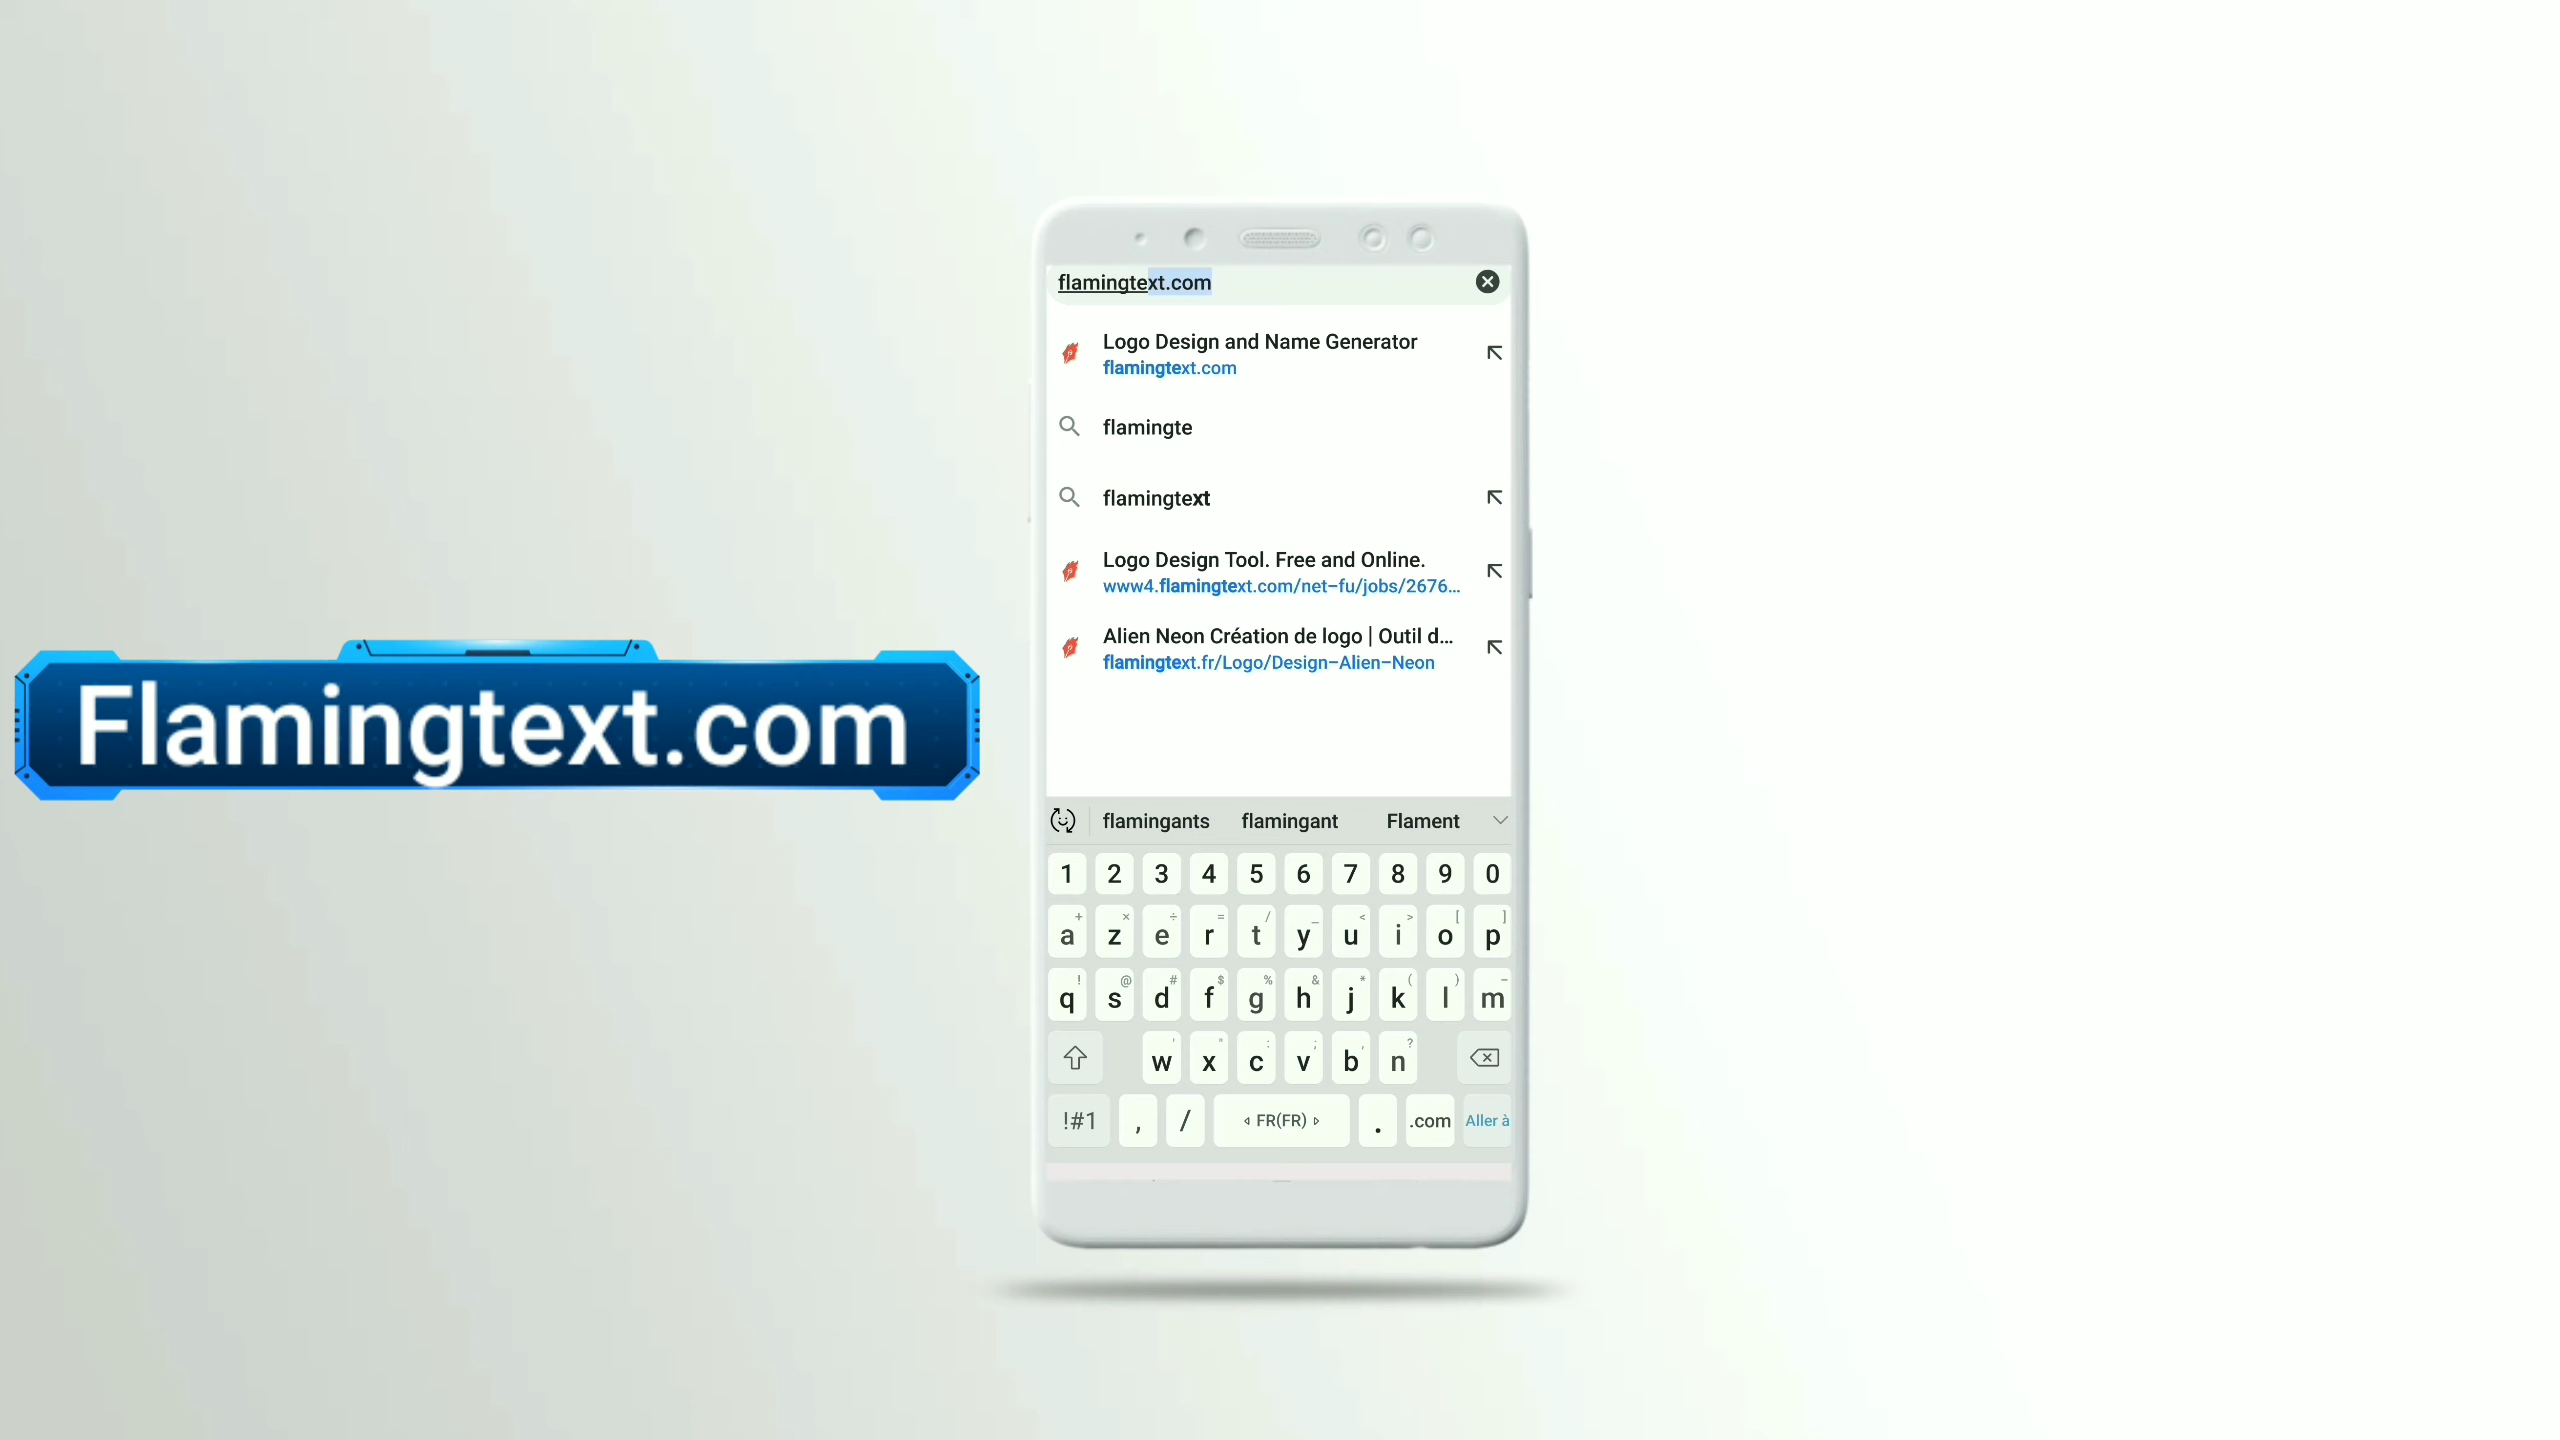 flamingtext.com
Logo Design and Name Generator
flamingtext.com
flamingte
flamingtext
Logo Design Tool. Free and Online.
www4.flamingtext.com/net-fu/jobs/2676...
Alien Neon Création de logo | Outil d...
flamingtext.fr/Logo/Design-Alien-Neon
Flamingtext.com
flamingants flamingant Flament
1 2 3 4 5 6 7 8 9 0
+ × ÷ = / _ < > [ ]
a z e r t y u i o p
! @ # $ % & * ( ) -
q s d f g h j k l m
' " : ; , ?
w x c v b n
!#1 , / FR(FR) . .com Aller à